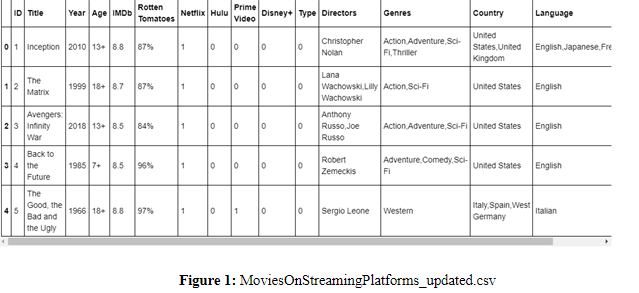 ID Title Year Age IMDb Rotten Tomatoes Netflix Hulu Prime Video Disney+ Type Directors Genres Country Language
0 1 Inception 2010 13+ 8.8 87% 1 0 0 0 0 Christopher Nolan Action,Adventure,Sci-Fi,Thriller United States,United Kingdom English,Japanese,Fre
1 2 The Matrix 1999 18+ 8.7 87% 1 0 0 0 0 Lana Wachowski,Lilly Wachowski Action,Sci-Fi United States English
2 3 Avengers: Infinity War 2018 13+ 8.5 84% 1 0 0 0 0 Anthony Russo,Joe Russo Action,Adventure,Sci-Fi United States English
3 4 Back to the Future 1985 7+ 8.5 96% 1 0 0 0 0 Robert Zemeckis Adventure,Comedy,Sci-Fi United States English
4 5 The Good, the Bad and the Ugly 1966 18+ 8.8 97% 1 0 1 0 0 Sergio Leone Western Italy,Spain,West Germany Italian
Figure 1: MoviesOnStreamingPlatforms_updated.csv